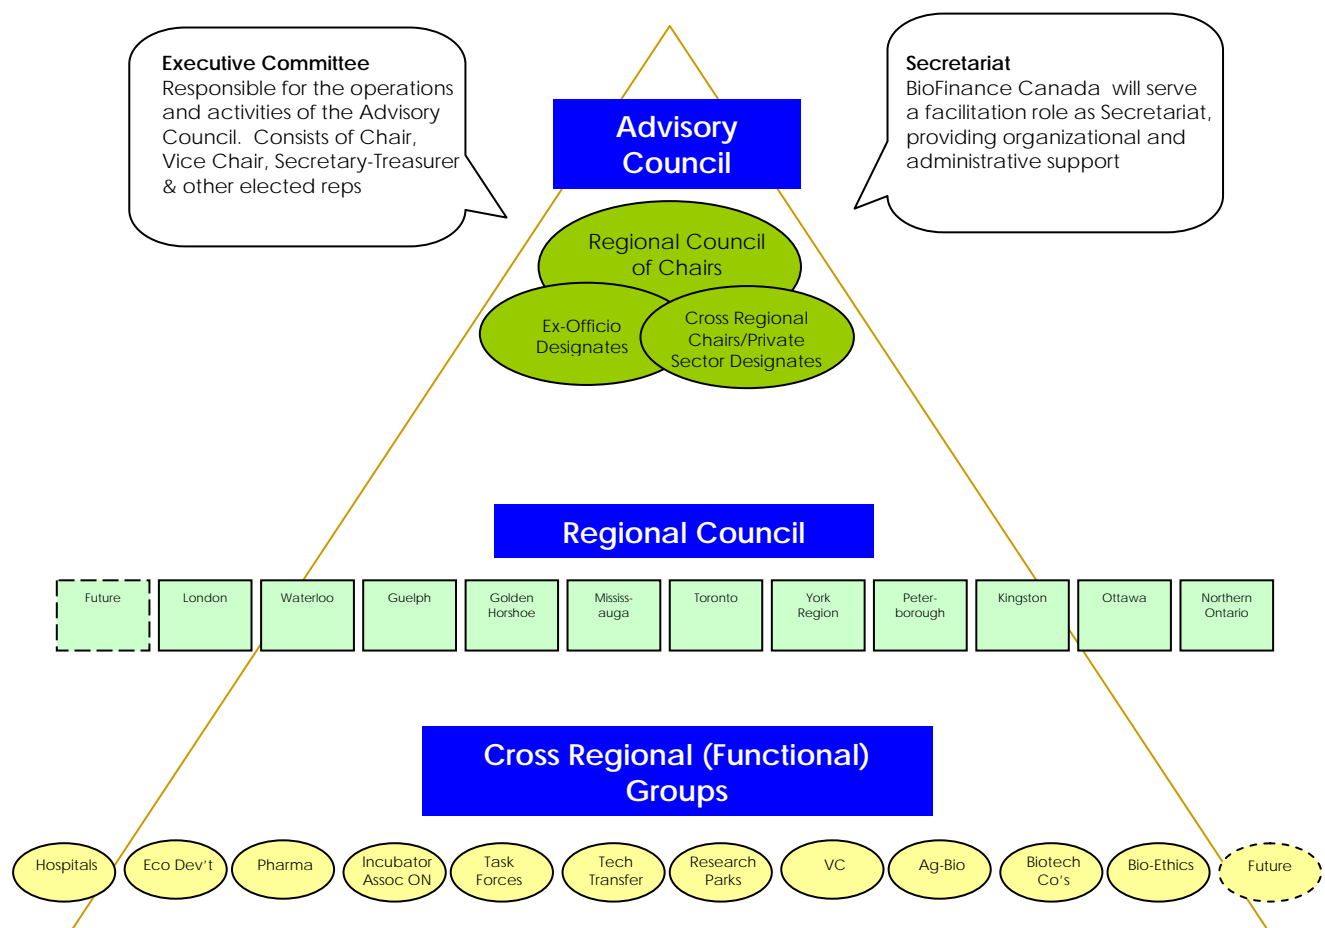 Executive Committee
Responsible for the operations
and activities of the Advisory
Council. Consists of Chair,
Vice Chair, Secretary-Treasurer
& other elected reps
Secretariat
BioFinance Canada will serve
a facilitation role as Secretariat,
providing organizational and
administrative support
Advisory
Council
Regional Council
of Chairs
Ex-Officio
Designates
Cross Regional
Chairs/Private
Sector Designates
Regional Council
Future
London
Waterloo
Guelph
Golden
Horshoe
Mississ-
auga
Toronto
York
Region
Peter-
borough
Kingston
Ottawa
Northern
Ontario
Cross Regional (Functional)
Groups
Hospitals
Eco Dev't
Pharma
Incubator
Assoc ON
Task
Forces
Tech
Transfer
Research
Parks
VC
Ag-Bio
Biotech
Co's
Bio-Ethics
Future